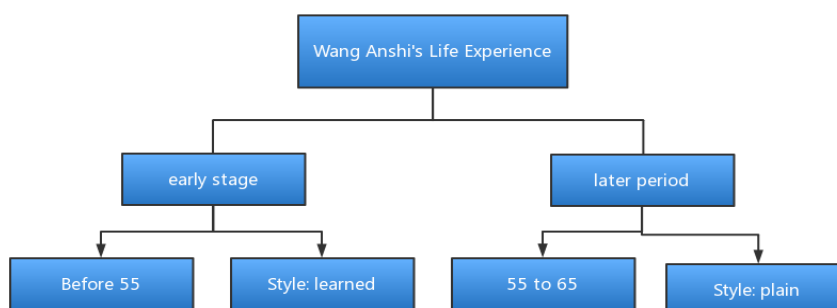 Wang Anshi's Life Experience
early stage
later period
Before 55
Style: learned
55 to 65
Style: plain